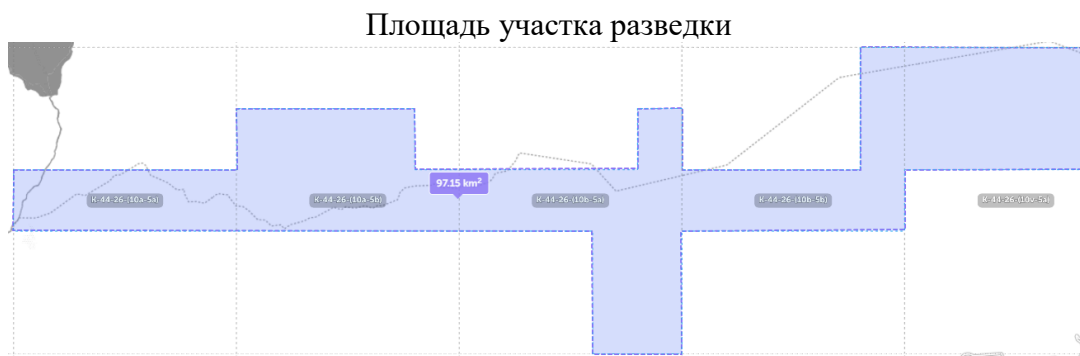 Площадь участка разведки
97.15 km²
K-44-26-(10a-5a)
K-44-26-(10a-5b)
K-44-26-(10b-5a)
K-44-26-(10b-5b)
K-44-26-(10v-5a)